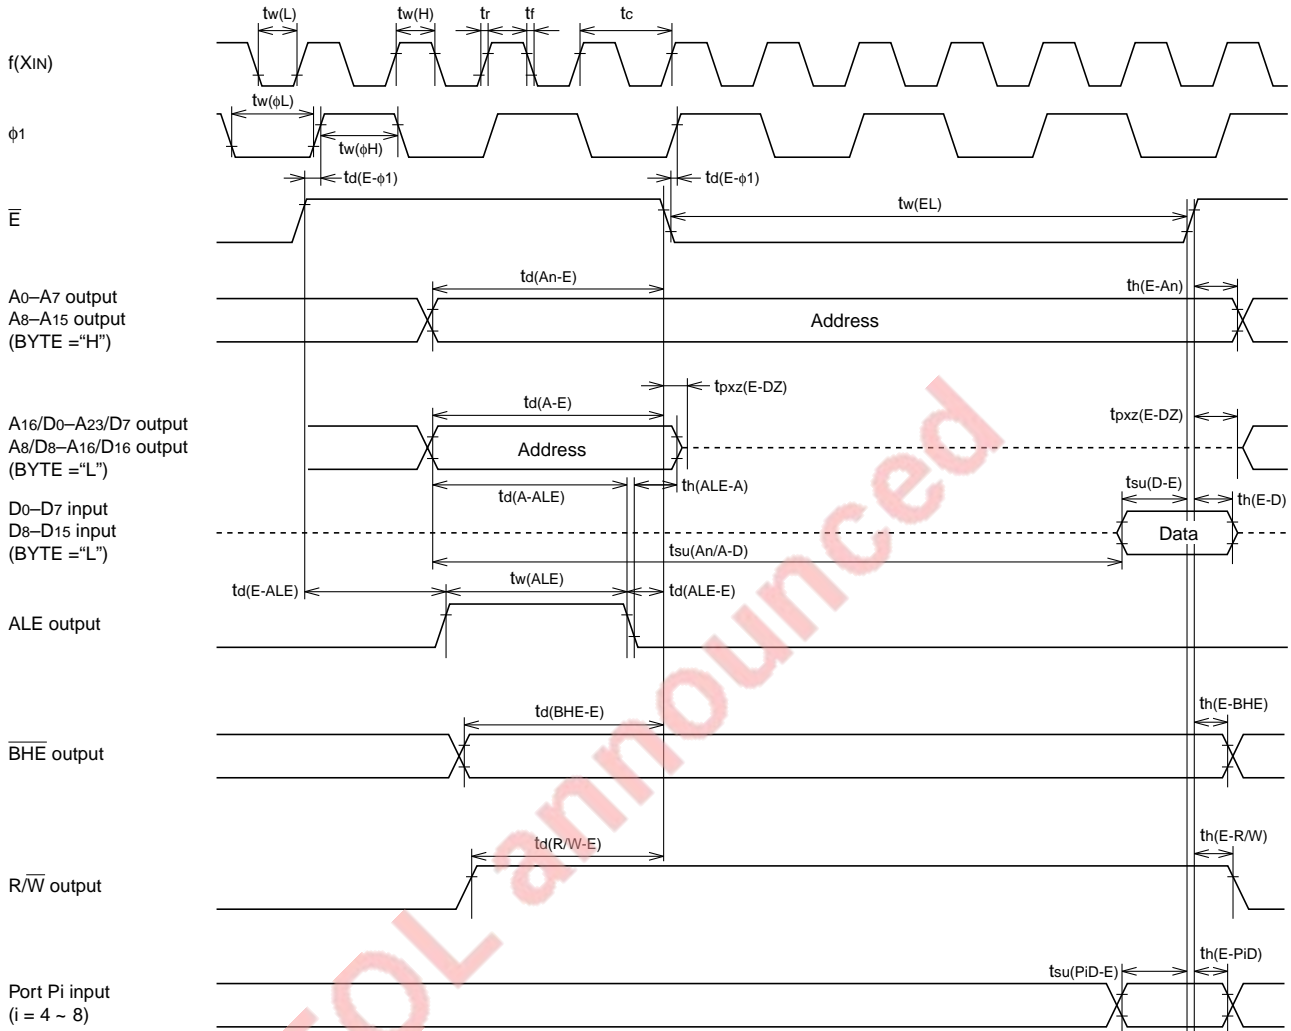 tw(L) tw(H) tr tf tc
f(XIN)
tw(ϕL)
ϕ1
tw(ϕH)
td(E-ϕ1) td(E-ϕ1)
E̅ tw(EL)
td(An-E) th(E-An)
A0–A7 output
A8–A15 output
(BYTE =“H”)
Address
tpxz(E-DZ)
td(A-E) tpxz(E-DZ)
A16/D0–A23/D7 output
A8/D8–A16/D16 output
(BYTE =“L”)
Address
td(A-ALE) th(ALE-A) tsu(D-E) th(E-D)
D0–D7 input
D8–D15 input
(BYTE =“L”)
Data
tsu(An/A-D)
td(E-ALE) tw(ALE) td(ALE-E)
ALE output
td(BHE-E) th(E-BHE)
B̅H̅E̅ output
td(R/W-E) th(E-R/W)
R/W̅ output
tsu(PiD-E) th(E-PiD)
Port Pi input
(i = 4 ~ 8)
EOL announced